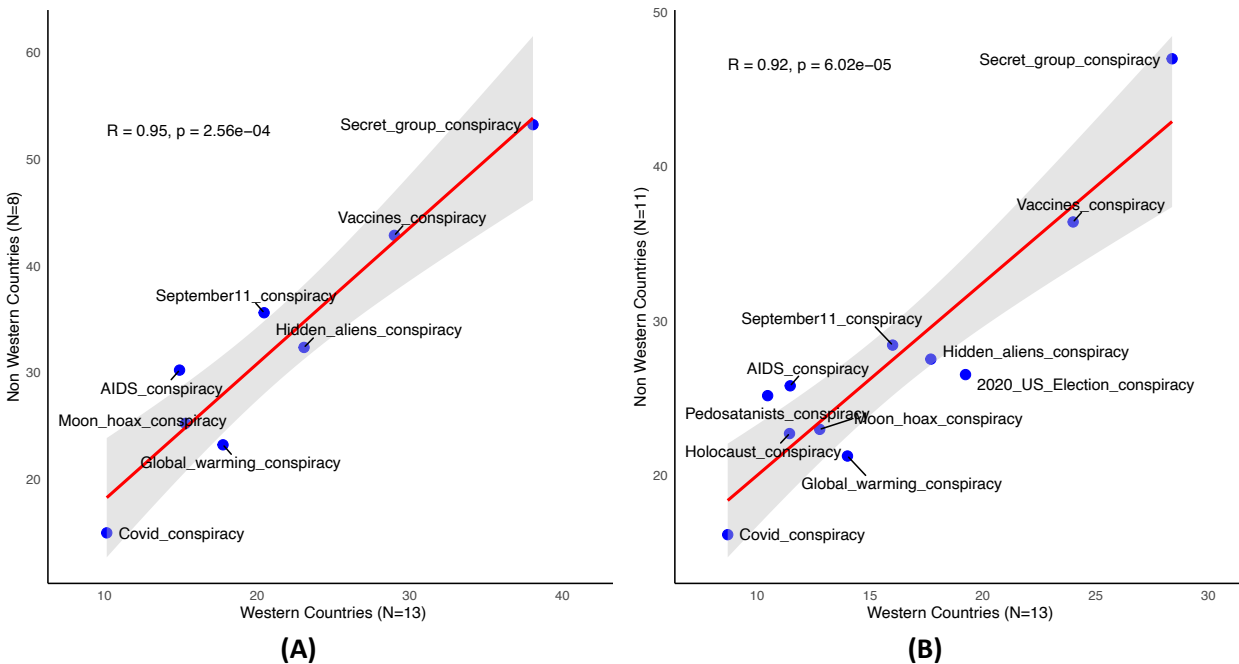 60
50
40
30
20
Non Western Countries (N=8)
R = 0.95, p = 2.56e−04
Secret_group_conspiracy
Vaccines_conspiracy
September11_conspiracy
Hidden_aliens_conspiracy
AIDS_conspiracy
Moon_hoax_conspiracy
Global_warming_conspiracy
Covid_conspiracy
10 20 30 40
Western Countries (N=13)
(A)
50
40
30
20
Non Western Countries (N=11)
R = 0.92, p = 6.02e−05
Secret_group_conspiracy
Vaccines_conspiracy
September11_conspiracy
Hidden_aliens_conspiracy
AIDS_conspiracy
2020_US_Election_conspiracy
Pedosatanists_conspiracy
Moon_hoax_conspiracy
Holocaust_conspiracy
Global_warming_conspiracy
Covid_conspiracy
10 15 20 25 30
Western Countries (N=13)
(B)